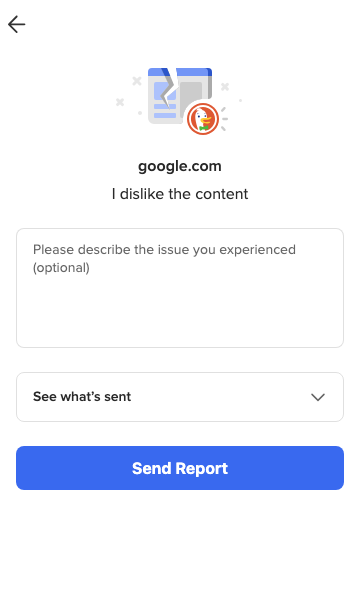 google.com
I dislike the content
Please describe the issue you experienced
(optional)
See what's sent
Send Report